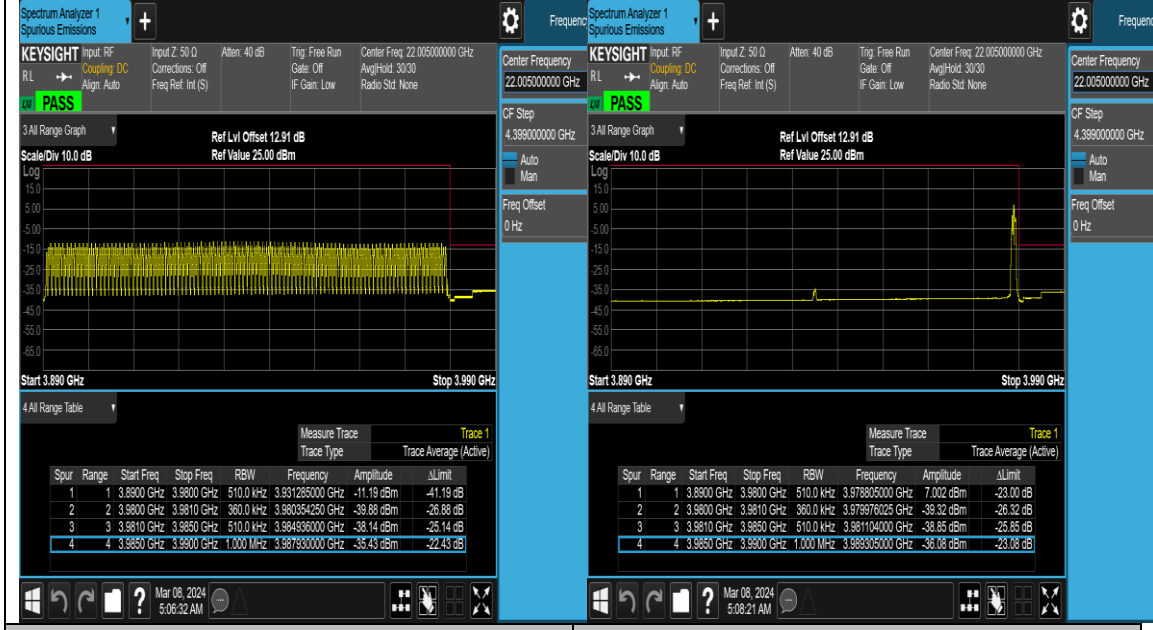 Spectrum Analyzer 1
Spurious Emissions
+
Frequenc
KEYSIGHT Input: RF Input Z: 50 Ω Atten: 40 dB Trig: Free Run Center Freq: 22.005000000 GHz
Coupling: DC Corrections: Off Gate: Off Avg|Hold: 30/30
RL Align: Auto Freq Ref: Int (S) IF Gain: Low Radio Std: None
PASS
Center Frequency
22.005000000 GHz
CF Step
4.399000000 GHz
Auto
Man
Freq Offset
0 Hz
3 All Range Graph
Ref Lvl Offset 12.91 dB
Scale/Div 10.0 dB Ref Value 25.00 dBm
Log
15.0
5.00
-5.00
-15.0
-25.0
-35.0
-45.0
-55.0
-65.0
Start 3.890 GHz Stop 3.990 GHz
4 All Range Table
Measure Trace Trace 1
Trace Type Trace Average (Active)
Spur Range Start Freq Stop Freq RBW Frequency Amplitude ΔLimit
1 1 3.8900 GHz 3.9800 GHz 510.0 kHz 3.931285000 GHz -11.19 dBm -41.19 dB
2 2 3.9800 GHz 3.9810 GHz 360.0 kHz 3.980354250 GHz -39.88 dBm -26.88 dB
3 3 3.9810 GHz 3.9850 GHz 510.0 kHz 3.984936000 GHz -38.14 dBm -25.14 dB
4 4 3.9850 GHz 3.9900 GHz 1.000 MHz 3.987930000 GHz -35.43 dBm -22.43 dB
?
Mar 08, 2024
5:06:32 AM
Spectrum Analyzer 1
Spurious Emissions
+
Frequenc
KEYSIGHT Input: RF Input Z: 50 Ω Atten: 40 dB Trig: Free Run Center Freq: 22.005000000 GHz
Coupling: DC Corrections: Off Gate: Off Avg|Hold: 30/30
RL Align: Auto Freq Ref: Int (S) IF Gain: Low Radio Std: None
PASS
Center Frequency
22.005000000 GHz
CF Step
4.399000000 GHz
Auto
Man
Freq Offset
0 Hz
3 All Range Graph
Ref Lvl Offset 12.91 dB
Scale/Div 10.0 dB Ref Value 25.00 dBm
Log
15.0
5.00
-5.00
-15.0
-25.0
-35.0
-45.0
-55.0
-65.0
Start 3.890 GHz Stop 3.990 GHz
4 All Range Table
Measure Trace Trace 1
Trace Type Trace Average (Active)
Spur Range Start Freq Stop Freq RBW Frequency Amplitude ΔLimit
1 1 3.8900 GHz 3.9800 GHz 510.0 kHz 3.978805000 GHz 7.002 dBm -23.00 dB
2 2 3.9800 GHz 3.9810 GHz 360.0 kHz 3.979976025 GHz -39.32 dBm -26.32 dB
3 3 3.9810 GHz 3.9850 GHz 510.0 kHz 3.981104000 GHz -38.85 dBm -25.85 dB
4 4 3.9850 GHz 3.9900 GHz 1.000 MHz 3.989305000 GHz -36.08 dBm -23.08 dB
?
Mar 08, 2024
5:08:21 AM